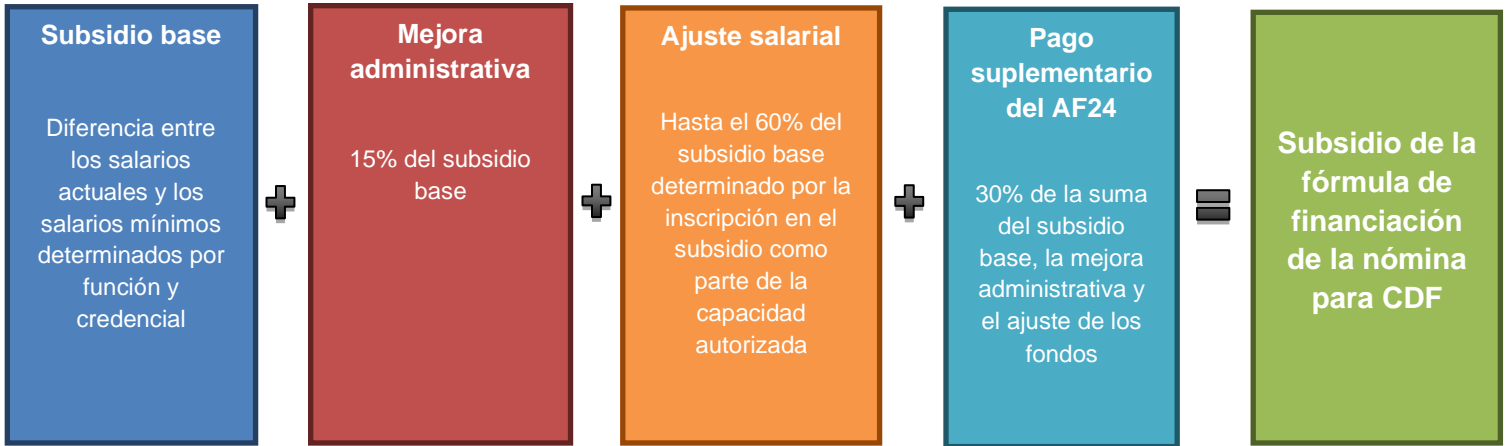 Subsidio base
Diferencia entre
los salarios
actuales y los
salarios mínimos
determinados por
función y
credencial
Mejora
administrativa
15% del subsidio
base
Ajuste salarial
Hasta el 60% del
subsidio base
determinado por la
inscripción en el
subsidio como
parte de la
capacidad
autorizada
Pago
suplementario
del AF24
30% de la suma
del subsidio
base, la mejora
administrativa y
el ajuste de los
fondos
Subsidio de la
fórmula de
financiación
de la nómina
para CDF